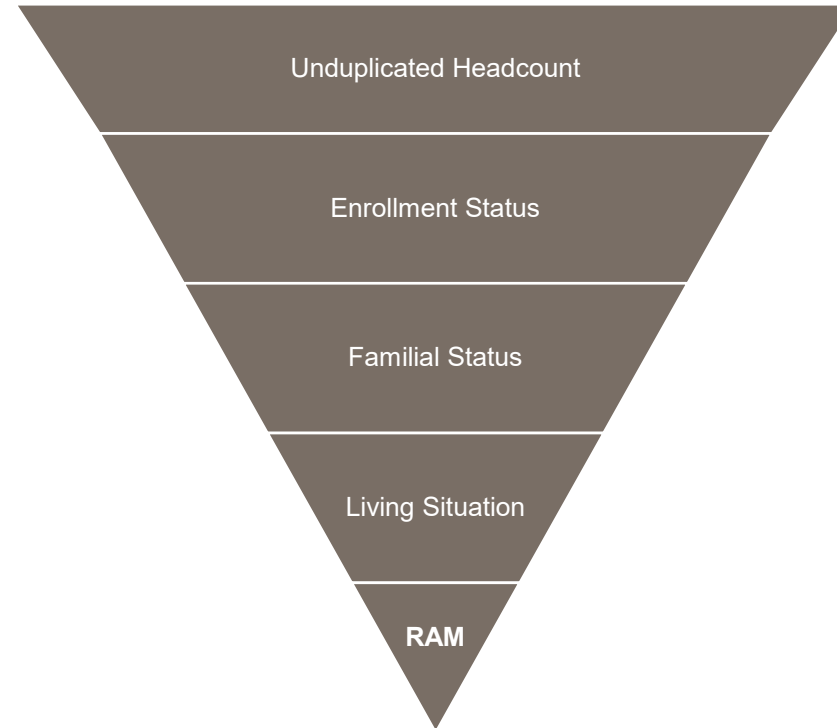 Unduplicated Headcount
Enrollment Status
Familial Status
Living Situation
RAM